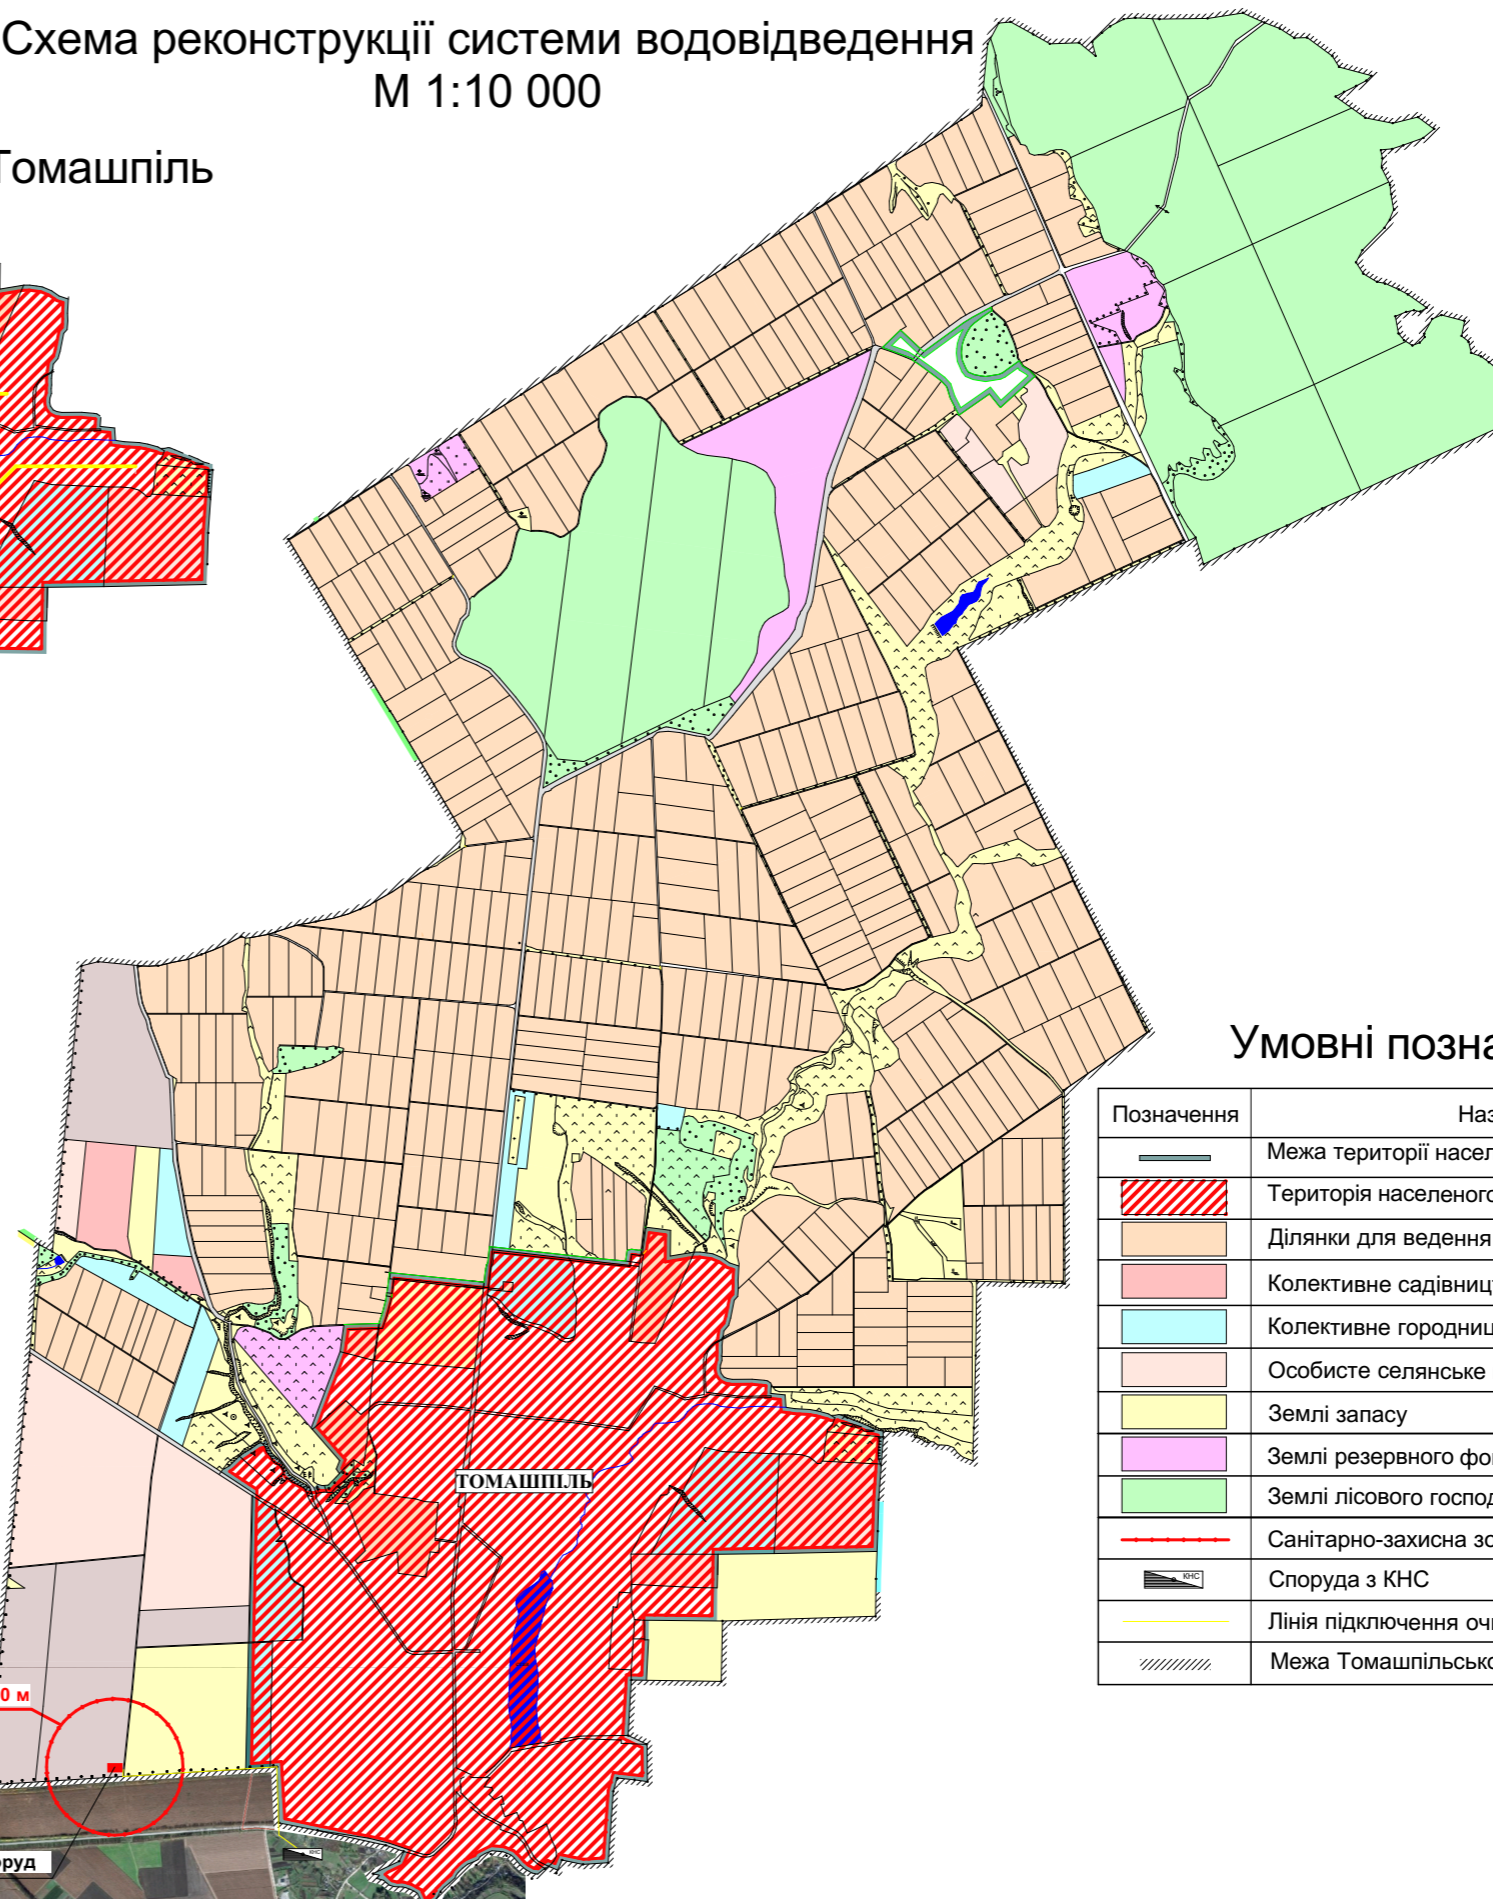 Схема реконструкції системи водовідведення
М 1:10 000
Томашпіль
ТОМАШПІЛЬ
Умовні позна
Позначення Наз
Межа території насел
Територія населеного
Ділянки для ведення
Колективне садівниц
Колективне городниц
Особисте селянське
Землі запасу
Землі резервного фо
Землі лісового господ
Санітарно-захисна зо
КНС Споруда з КНС
Лінія підключення очи
Межа Томашпільсько
0 м
КНС
оруд